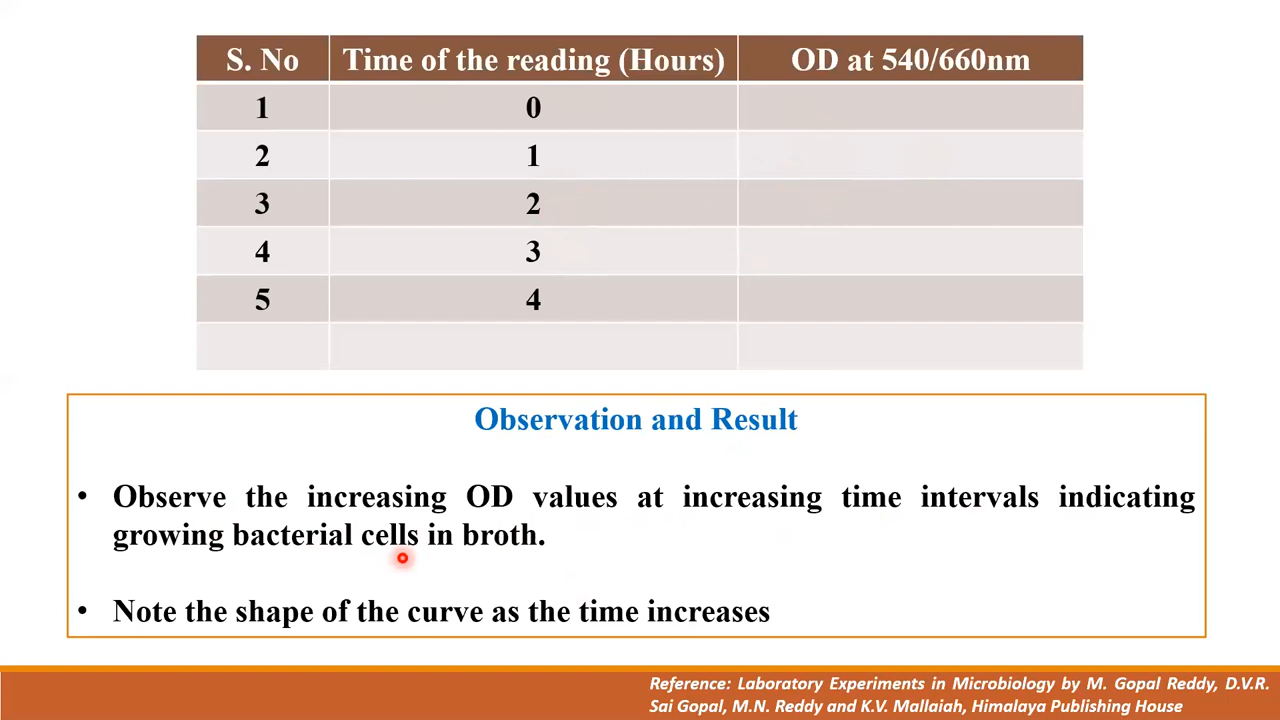 S. No Time of the reading (Hours) OD at 540/660nm
1 0
2 1
3 2
4 3
5 4
Observation and Result
• Observe the increasing OD values at increasing time intervals indicating
growing bacterial cells in broth.
• Note the shape of the curve as the time increases
Reference: Laboratory Experiments in Microbiology by M. Gopal Reddy, D.V.R.
Sai Gopal, M.N. Reddy and K.V. Mallaiah, Himalaya Publishing House